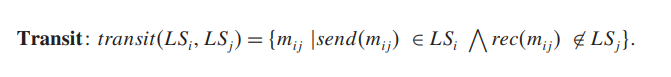 Transit: transit(LSᵢ, LSⱼ) = {mᵢⱼ |send(mᵢⱼ) ∈ LSᵢ ⋀ rec(mᵢⱼ) ∉ LSⱼ}.